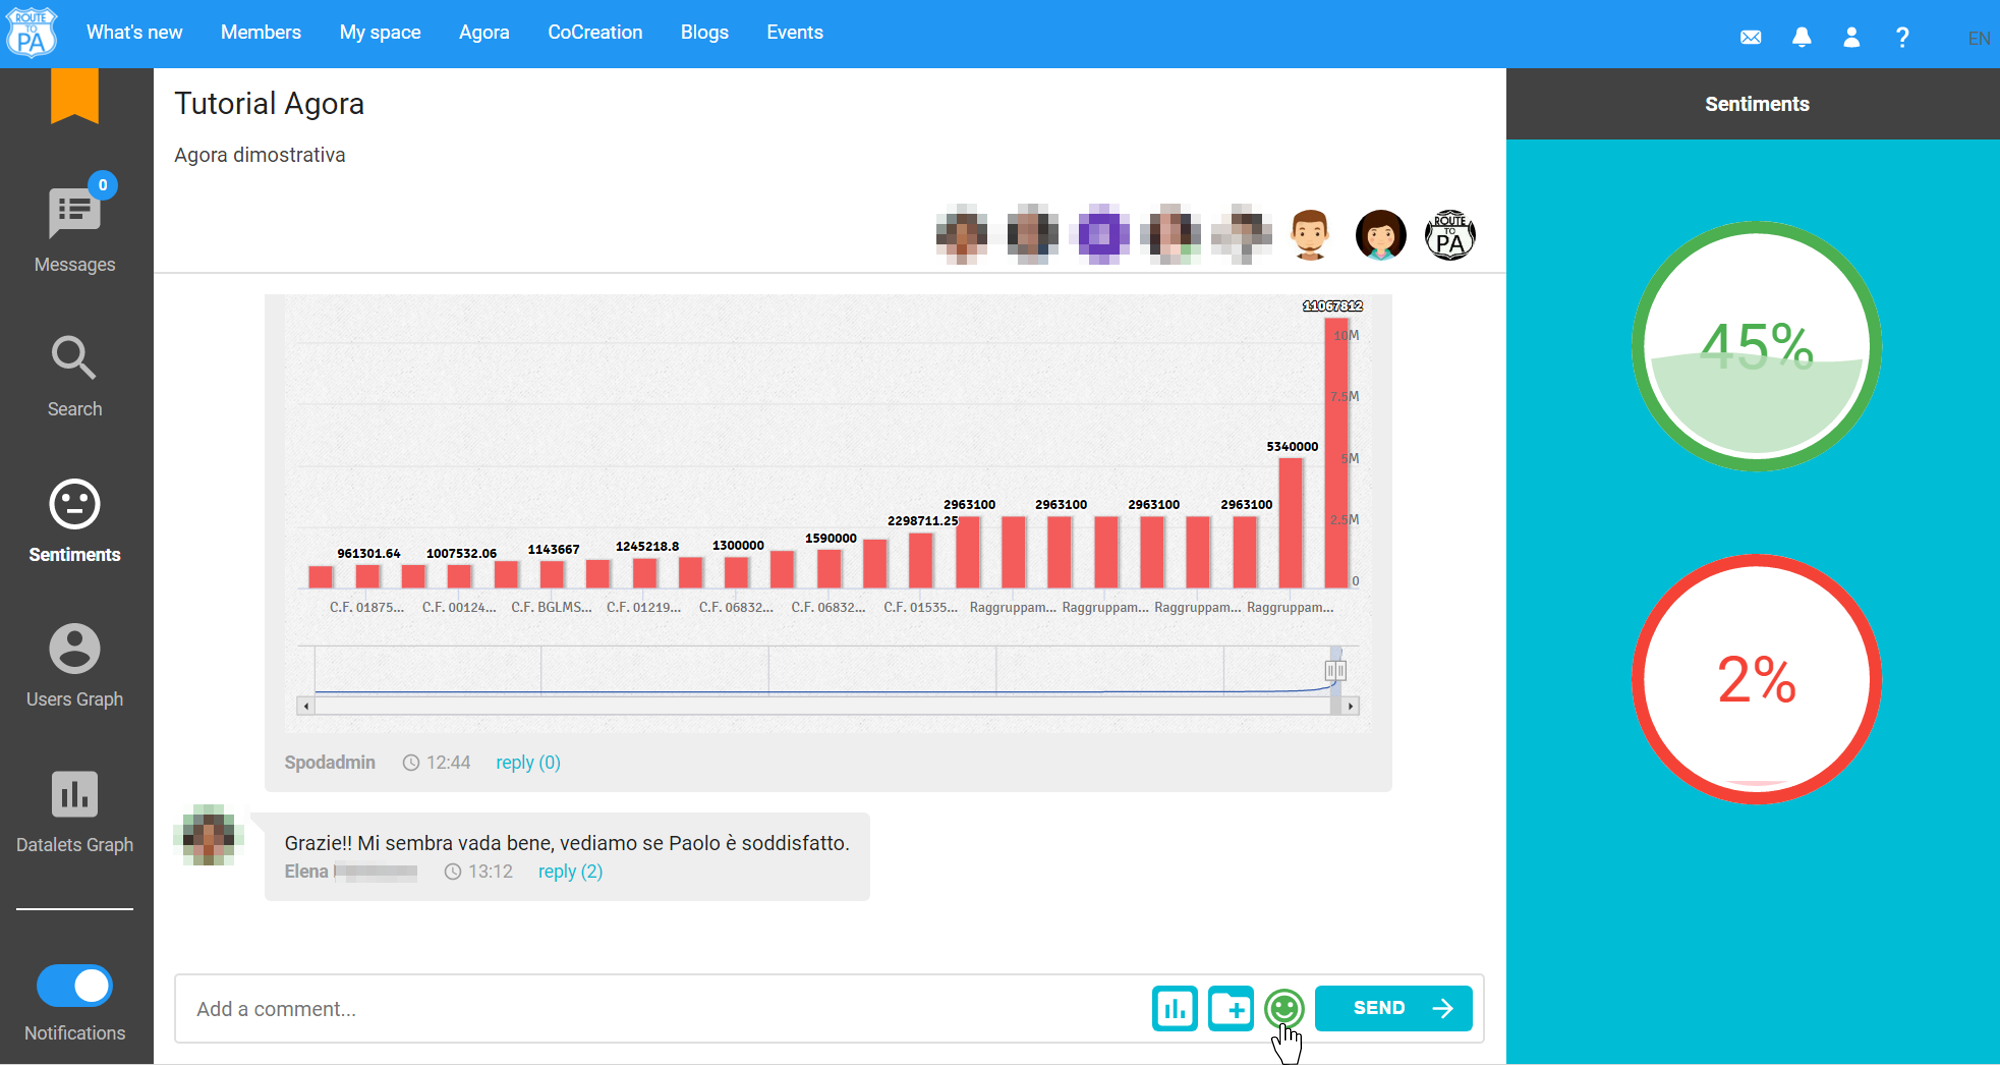 ROUTE TO PA
What's new Members My space Agora CoCreation Blogs Events
EN
0
Messages
Search
Sentiments
Users Graph
Datalets Graph
Notifications
Tutorial Agora
Agora dimostrativa
ROUTE TO PA
11067812
10M
7.5M
5340000
5M
2963100 2963100 2963100 2963100
2298711.25
2.5M
1590000
961301.64 1007532.06 1143667 1245218.8 1300000
0
C.F. 01875... C.F. 00124... C.F. BGLMS... C.F. 01219... C.F. 06832... C.F. 06832... C.F. 01535... Raggruppam... Raggruppam... Raggruppam... Raggruppam...
Spodadmin 12:44 reply (0)
Grazie!! Mi sembra vada bene, vediamo se Paolo è soddisfatto.
Elena 13:12 reply (2)
Add a comment...
SEND
Sentiments
45%
2%